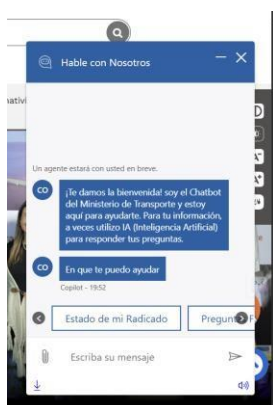 Hable con Nosotros
nativi
Un agente estará con usted en breve.
CO
¡Te damos la bienvenida! soy el Chatbot
del Ministerio de Transporte y estoy
aquí para ayudarte. Para tu información,
a veces utilizo IA (Inteligencia Artificial)
para responder tus preguntas.
CO
En que te puedo ayudar
Copilot - 19:52
Estado de mi Radicado
Pregunt
Escriba su mensaje